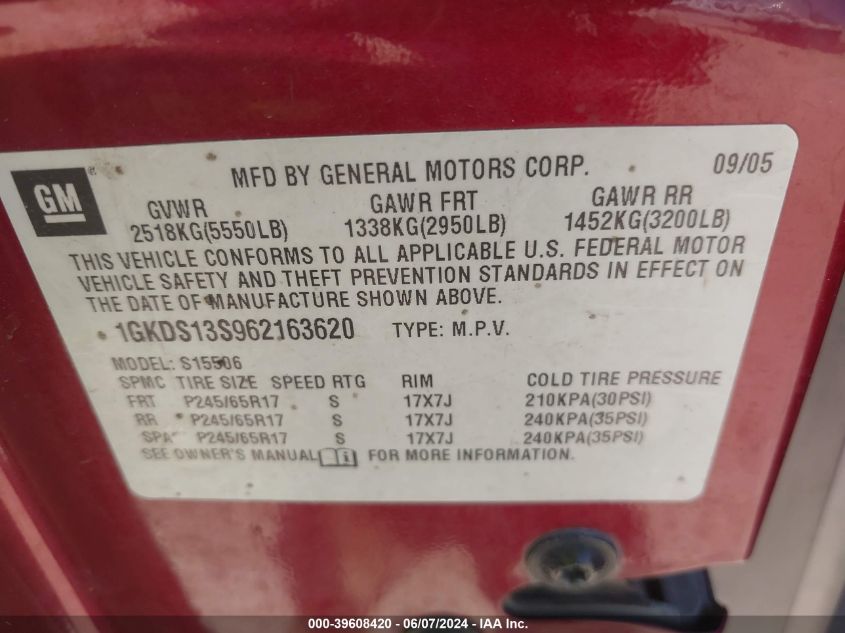 MFD BY GENERAL MOTORS CORP. 09/05
GM
GVWR GAWR FRT GAWR RR
2518KG(5550LB) 1338KG(2950LB) 1452KG(3200LB)
THIS VEHICLE CONFORMS TO ALL APPLICABLE U.S. FEDERAL MOTOR
VEHICLE SAFETY AND THEFT PREVENTION STANDARDS IN EFFECT ON
THE DATE OF MANUFACTURE SHOWN ABOVE.
1GKDS13S962163620 TYPE: M.P.V.
MODEL: S15506
SPMC TIRE SIZE SPEED RTG RIM COLD TIRE PRESSURE
FRT P245/65R17 S 17X7J 210KPA(30PSI)
RR P245/65R17 S 17X7J 240KPA(35PSI)
SPA P245/65R17 S 17X7J 240KPA(35PSI)
SEE OWNER'S MANUAL FOR MORE INFORMATION.
000-39608420 - 06/07/2024 - IAA Inc.